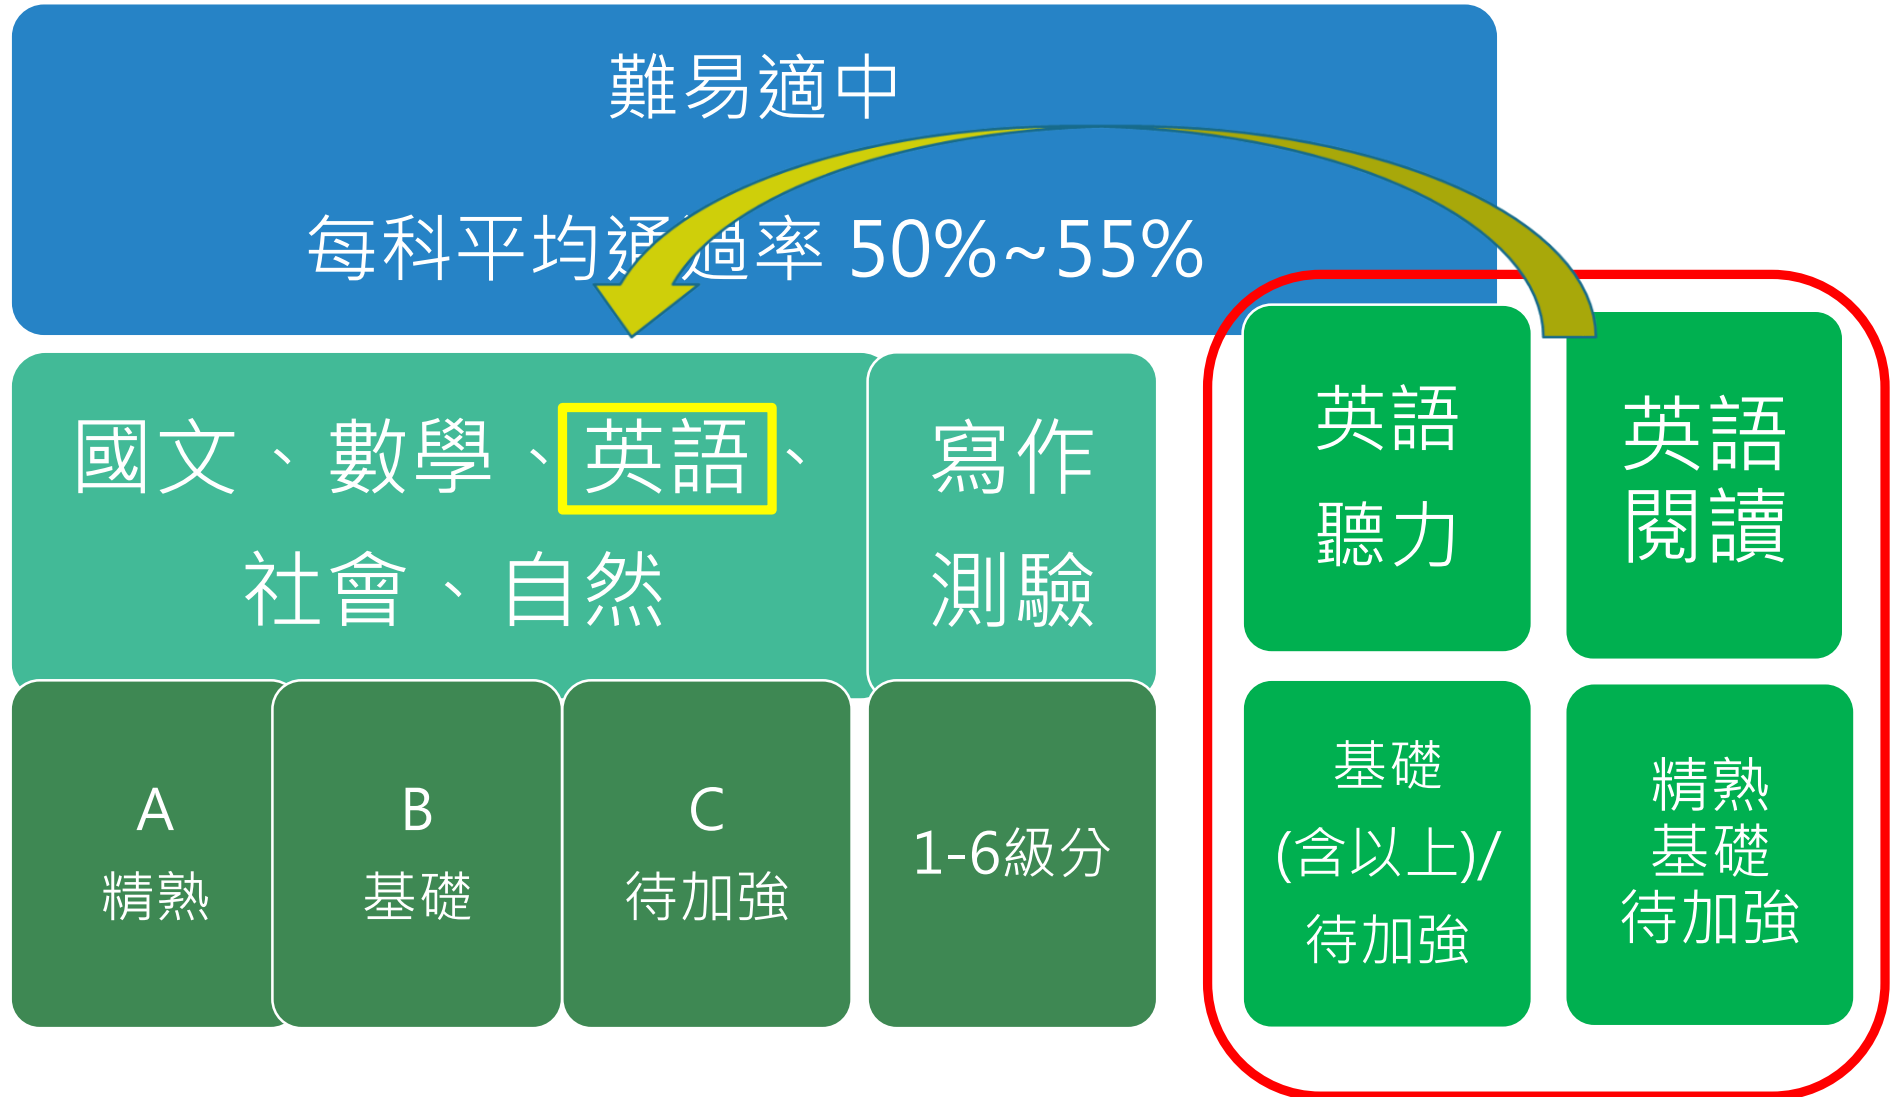 難易適中
每科平均通過率 50%~55%
國文、數學、英語、
社會、自然
寫作
測驗
英語
聽力
英語
閱讀
A
精熟
B
基礎
C
待加強
1-6級分
基礎
(含以上)/
待加強
精熟
基礎
待加強